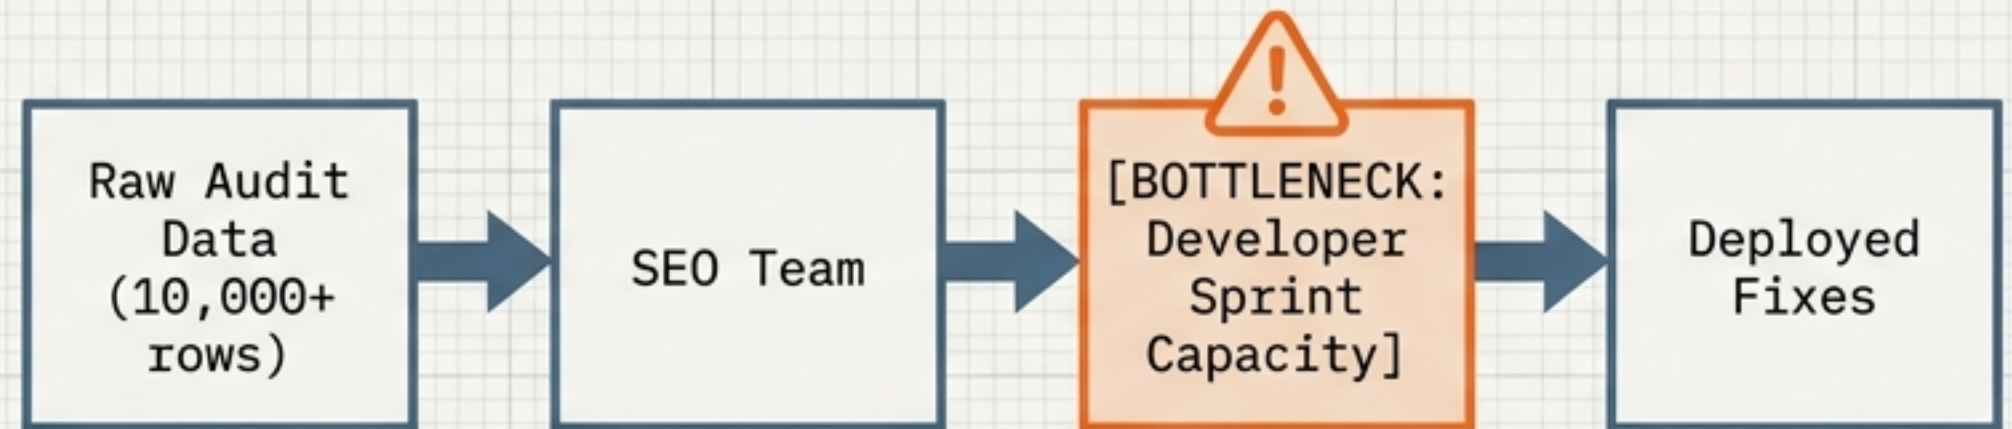 Raw Audit
Data
(10,000+
rows)
SEO Team
[BOTTLENECK:
Developer
Sprint
Capacity]
Deployed
Fixes